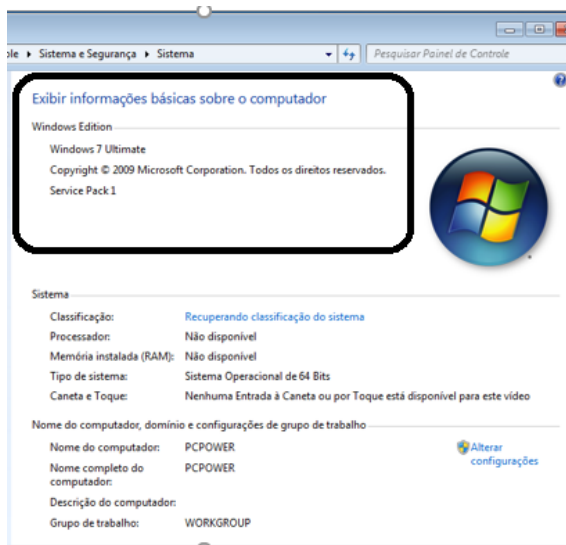 ole ▸ Sistema e Segurança ▸ Sistema
Pesquisar Painel de Controle
Exibir informações básicas sobre o computador
Windows Edition
Windows 7 Ultimate
Copyright © 2009 Microsoft Corporation. Todos os direitos reservados.
Service Pack 1
Sistema
Classificação: Recuperando classificação do sistema
Processador: Não disponível
Memória instalada (RAM): Não disponível
Tipo de sistema: Sistema Operacional de 64 Bits
Caneta e Toque: Nenhuma Entrada à Caneta ou por Toque está disponível para este vídeo
Nome do computador, domínio e configurações de grupo de trabalho
Nome do computador: PCPOWER
Alterar
configurações
Nome completo do PCPOWER
computador:
Descrição do computador:
Grupo de trabalho: WORKGROUP